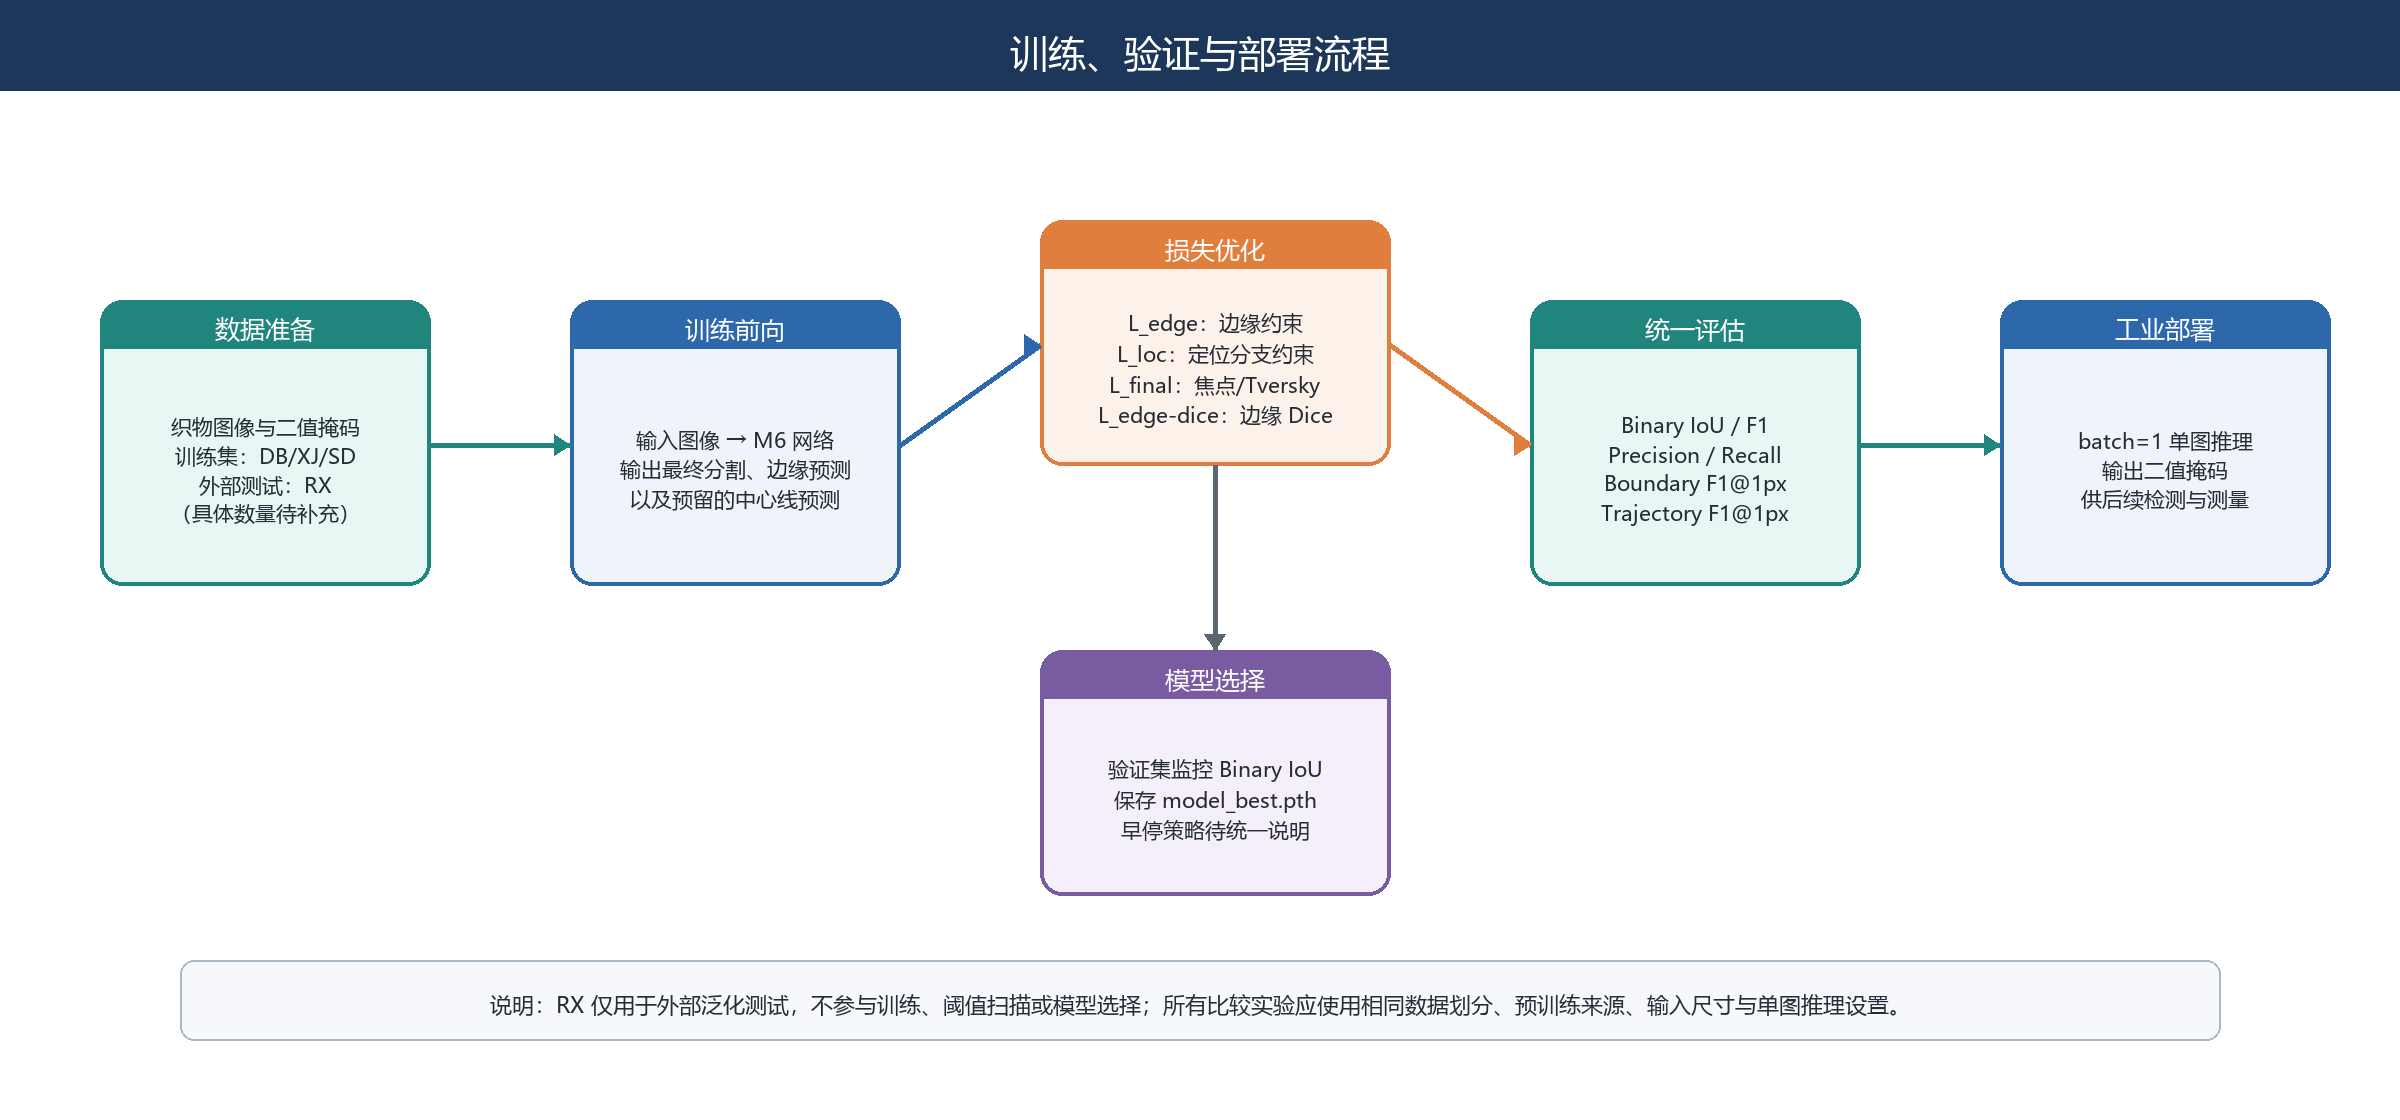 训练、验证与部署流程
数据准备
织物图像与二值掩码
训练集：DB/XJ/SD
外部测试：RX
（具体数量待补充）
训练前向
输入图像 → M6 网络
输出最终分割、边缘预测
以及预留的中心线预测
损失优化
L_edge：边缘约束
L_loc：定位分支约束
L_final：焦点/Tversky
L_edge-dice：边缘 Dice
模型选择
验证集监控 Binary IoU
保存 model_best.pth
早停策略待统一说明
统一评估
Binary IoU / F1
Precision / Recall
Boundary F1@1px
Trajectory F1@1px
工业部署
batch=1 单图推理
输出二值掩码
供后续检测与测量
说明：RX 仅用于外部泛化测试，不参与训练、阈值扫描或模型选择；所有比较实验应使用相同数据划分、预训练来源、输入尺寸与单图推理设置。